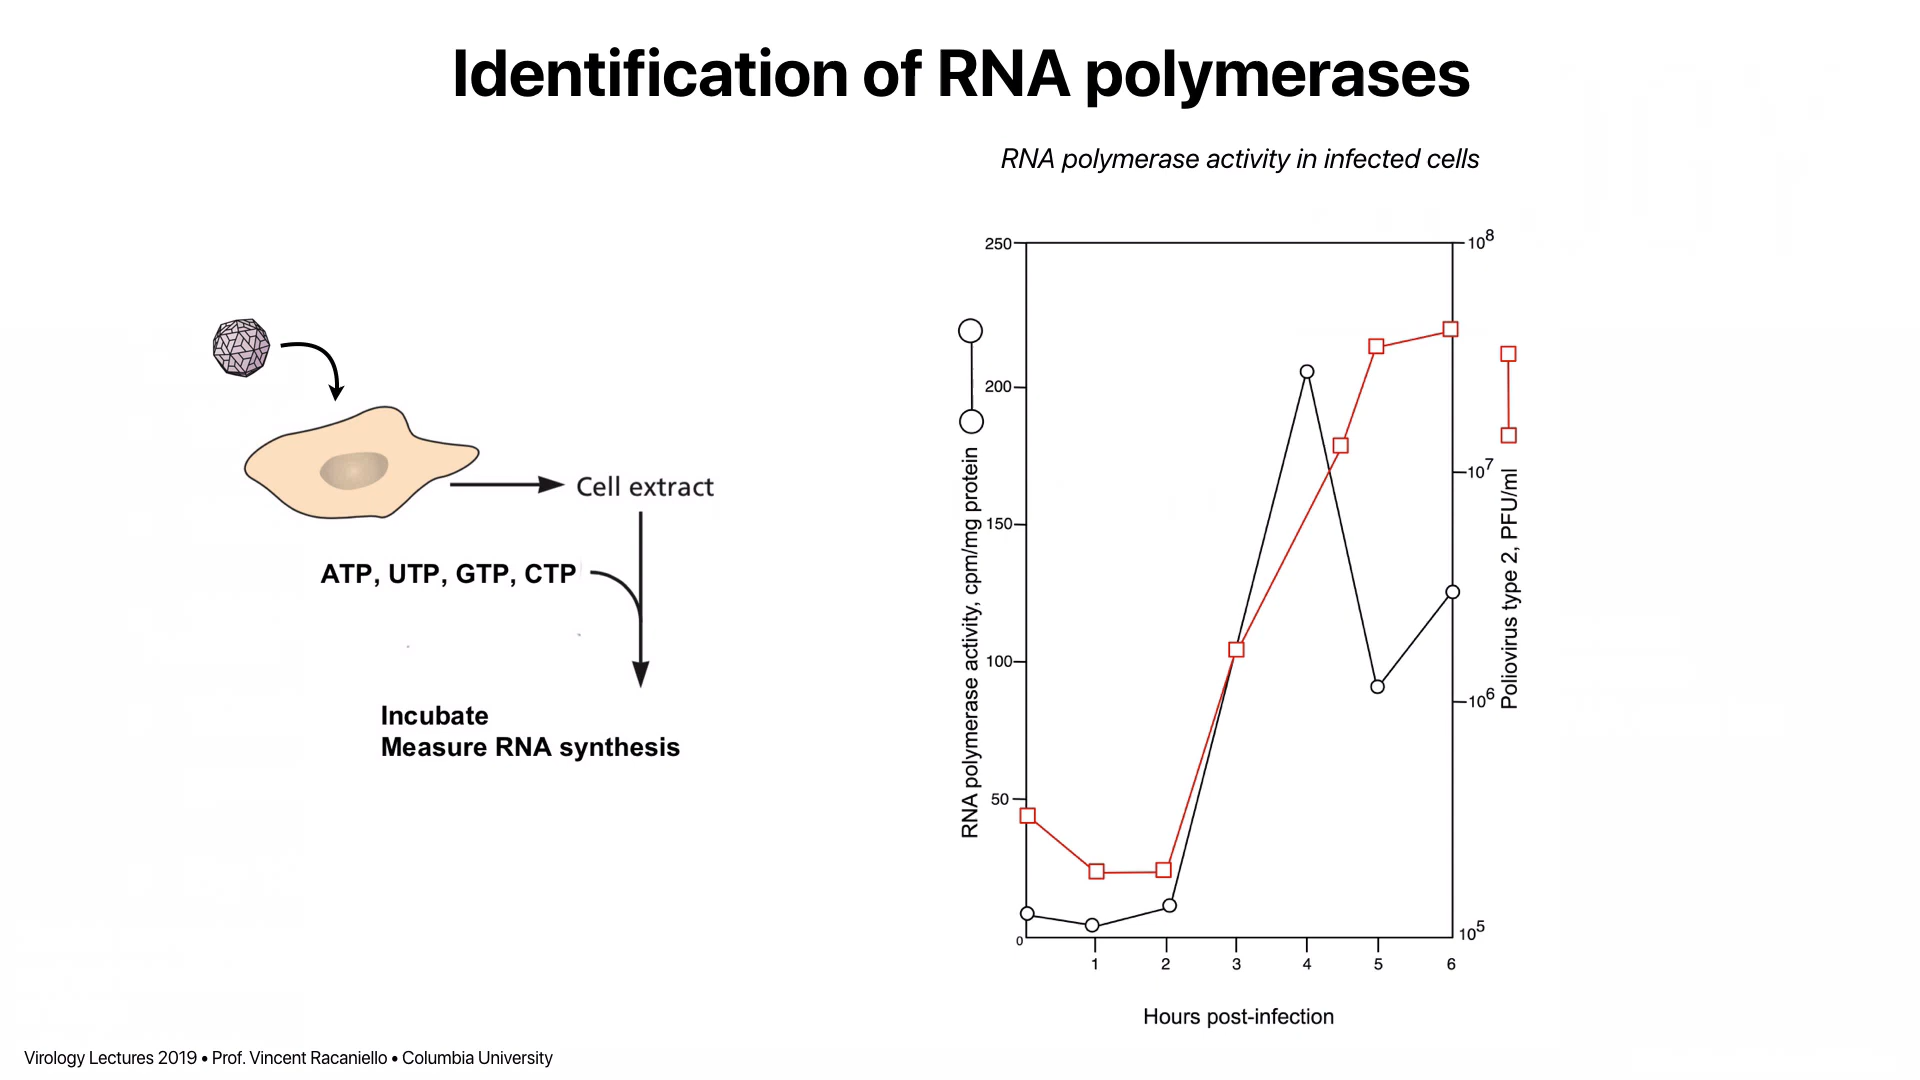 Identification of RNA polymerases
RNA polymerase activity in infected cells
Cell extract
ATP, UTP, GTP, CTP
Incubate
Measure RNA synthesis
RNA polymerase activity, cpm/mg protein
250
200
150
100
50
0
10⁸
10⁷
10⁶
10⁵
Poliovirus type 2, PFU/ml
1 2 3 4 5 6
Hours post-infection
Virology Lectures 2019 • Prof. Vincent Racaniello • Columbia University